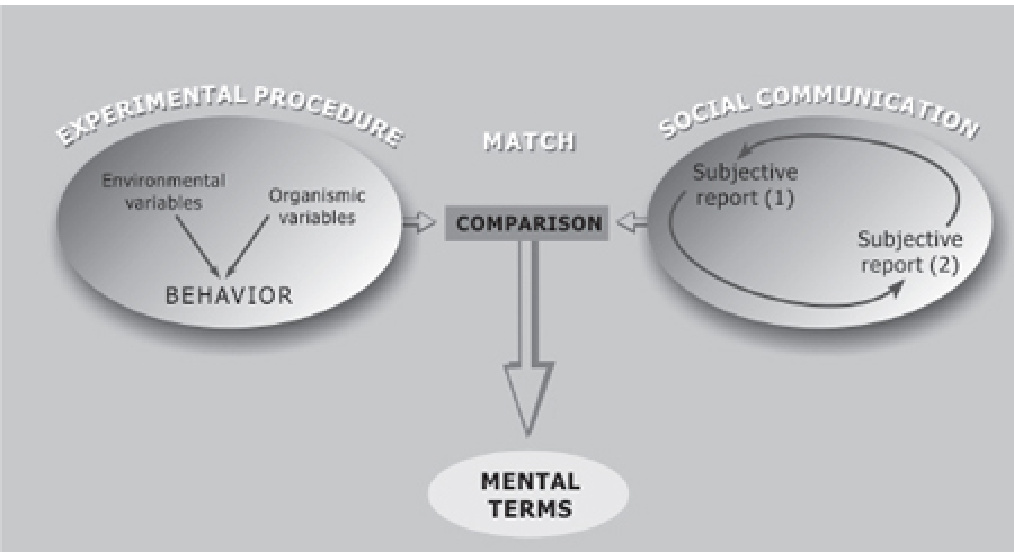 EXPERIMENTAL PROCEDURE
Environmental
variables
Organismic
variables
BEHAVIOR
MATCH
COMPARISON
SOCIAL COMMUNICATION
Subjective
report (1)
Subjective
report (2)
MENTAL
TERMS